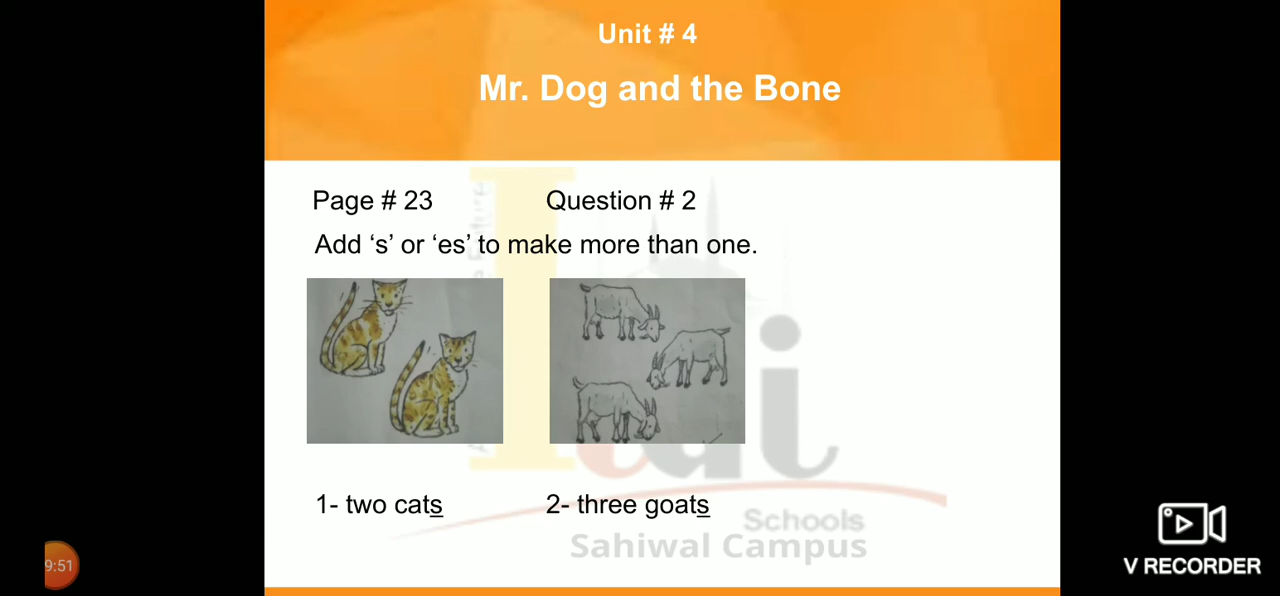 Unit # 4
Mr. Dog and the Bone
Page # 23 Question # 2
Add ‘s’ or ‘es’ to make more than one.
1- two cats 2- three goats
Schools
Sahiwal Campus
9:51
V RECORDER